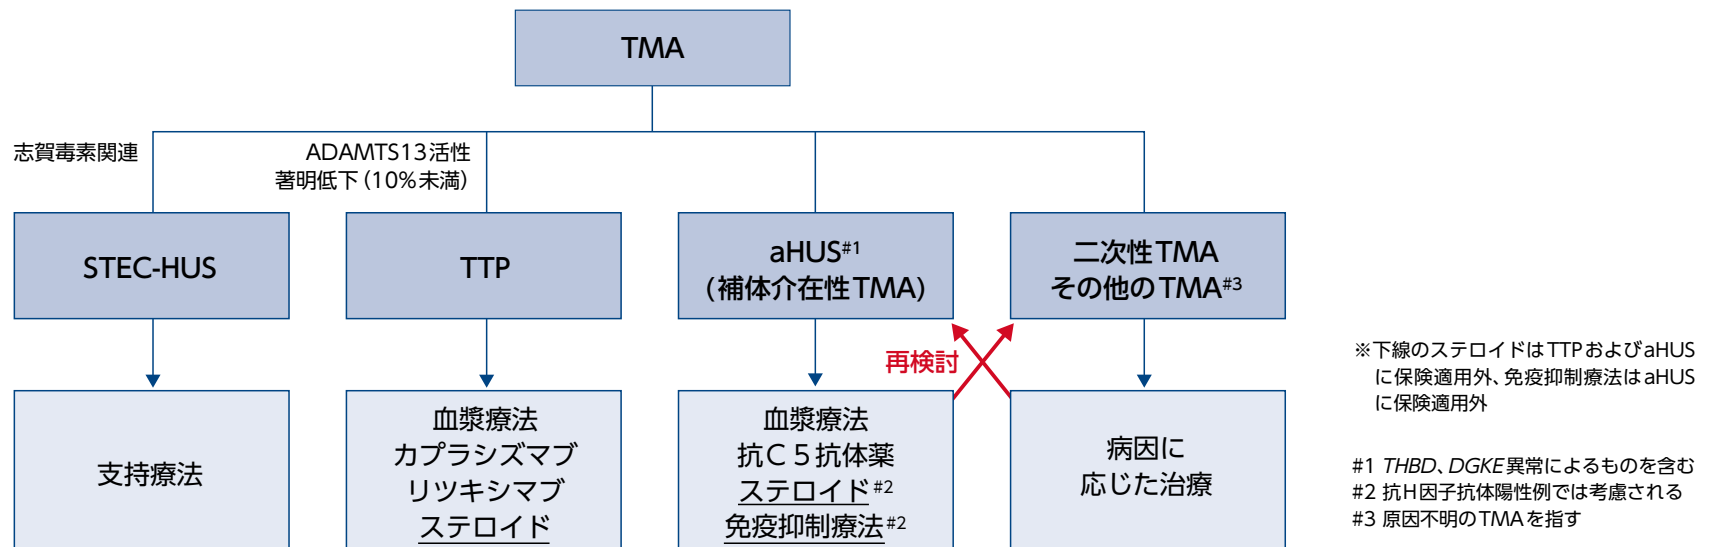 TMA
志賀毒素関連
ADAMTS13活性
著明低下(10%未満)
STEC-HUS
TTP
aHUS#1
(補体介在性TMA)
二次性TMA
その他のTMA#3
再検討
支持療法
血漿療法
カプラシズマブ
リツキシマブ
ステロイド
血漿療法
抗C5抗体薬
ステロイド#2
免疫抑制療法#2
病因に
応じた治療
※下線のステロイドはTTPおよびaHUS
に保険適用外、免疫抑制療法はaHUS
に保険適用外
#1 THBD、DGKE異常によるものを含む
#2 抗H因子抗体陽性例では考慮される
#3 原因不明のTMAを指す